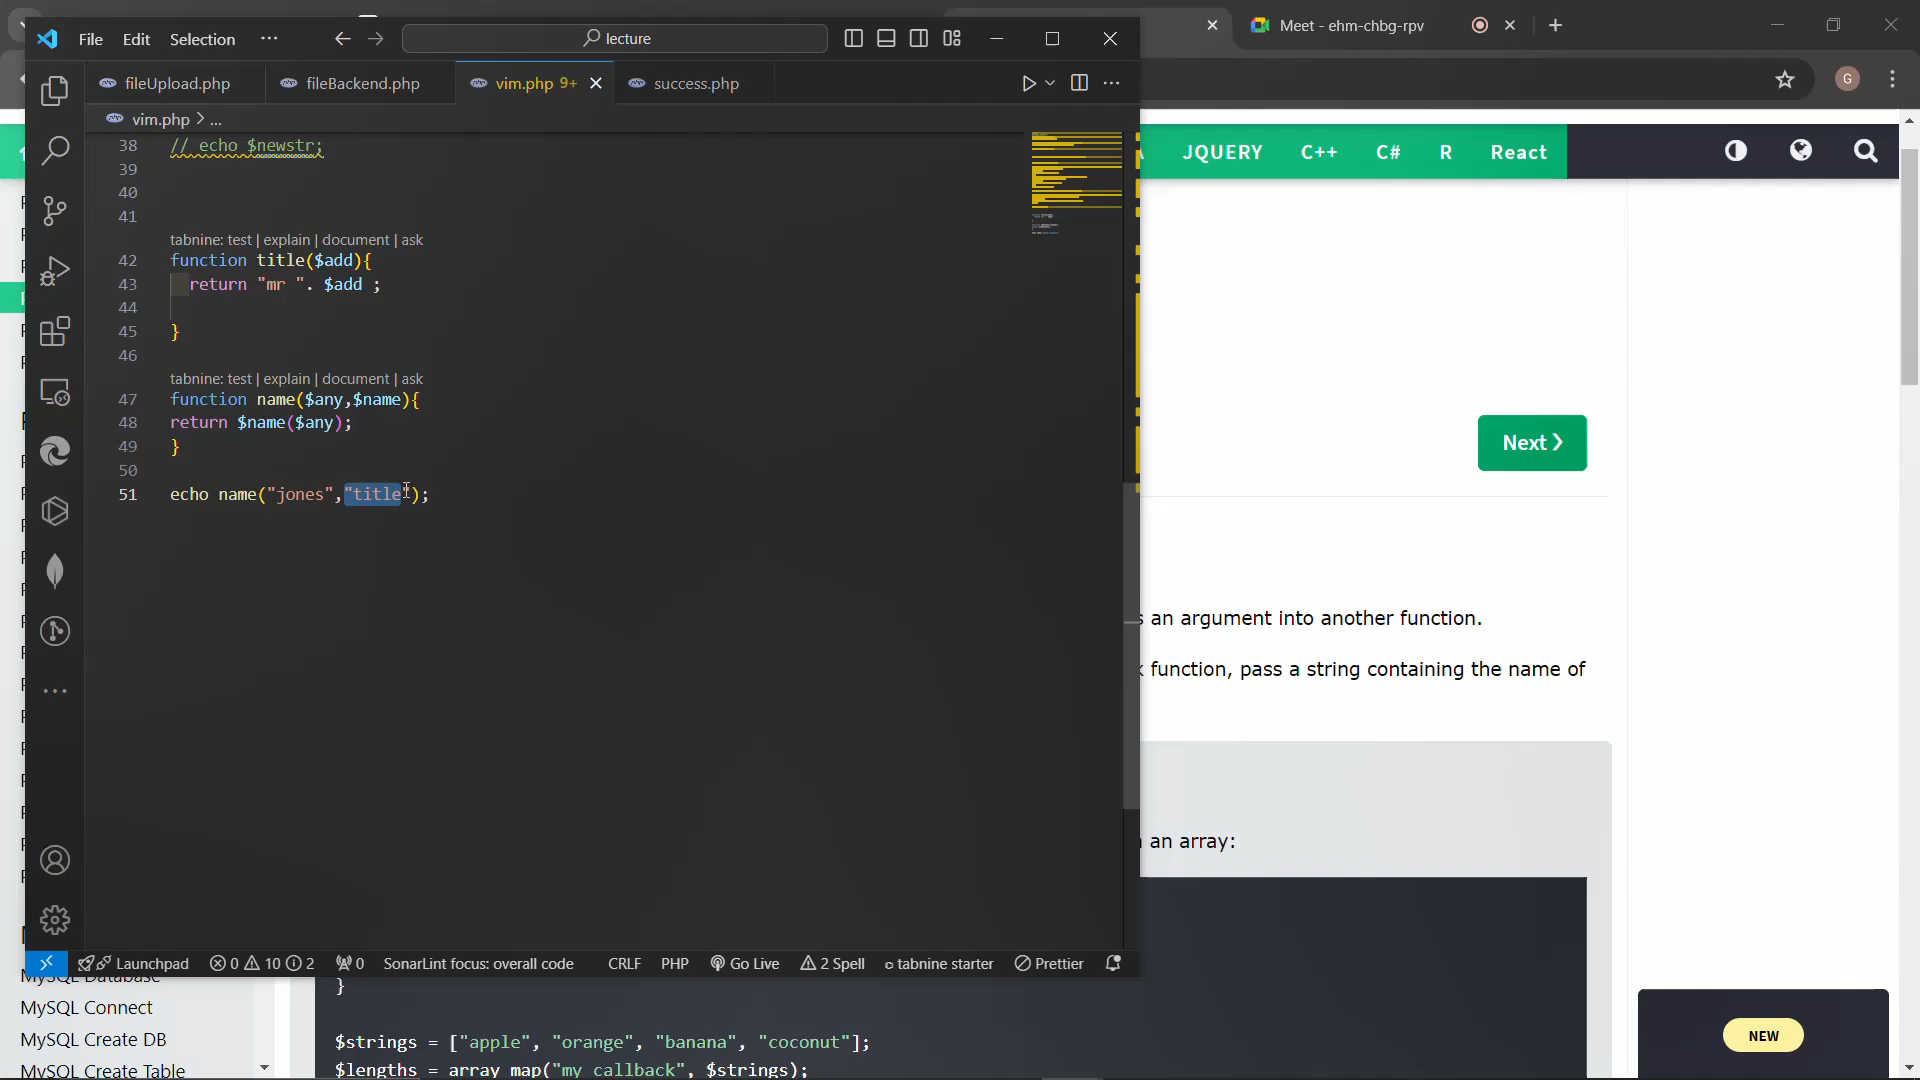 File Edit Selection ··· lecture
Meet - ehm-chbg-rpv
G
fileUpload.php fileBackend.php vim.php 9+ success.php
vim.php > ...
JQUERY C++ C# R React
38 // echo $newstr;
39
40
41
tabnine: test | explain | document | ask
42 function title($add){
43 return "mr ". $add ;
44
45 }
46
tabnine: test | explain | document | ask
47 function name($any,$name){
48 return $name($any);
49 }
50
51 echo name("jones","title");
Next ❯
an argument into another function.
function, pass a string containing the name of
an array:
Launchpad 0 10 2 0 SonarLint focus: overall code CRLF PHP Go Live 2 Spell tabnine starter Prettier
MySQL Database
MySQL Connect
MySQL Create DB
MySQL Create Table
}
$strings = ["apple", "orange", "banana", "coconut"];
$lengths = array_map("my_callback", $strings);
NEW